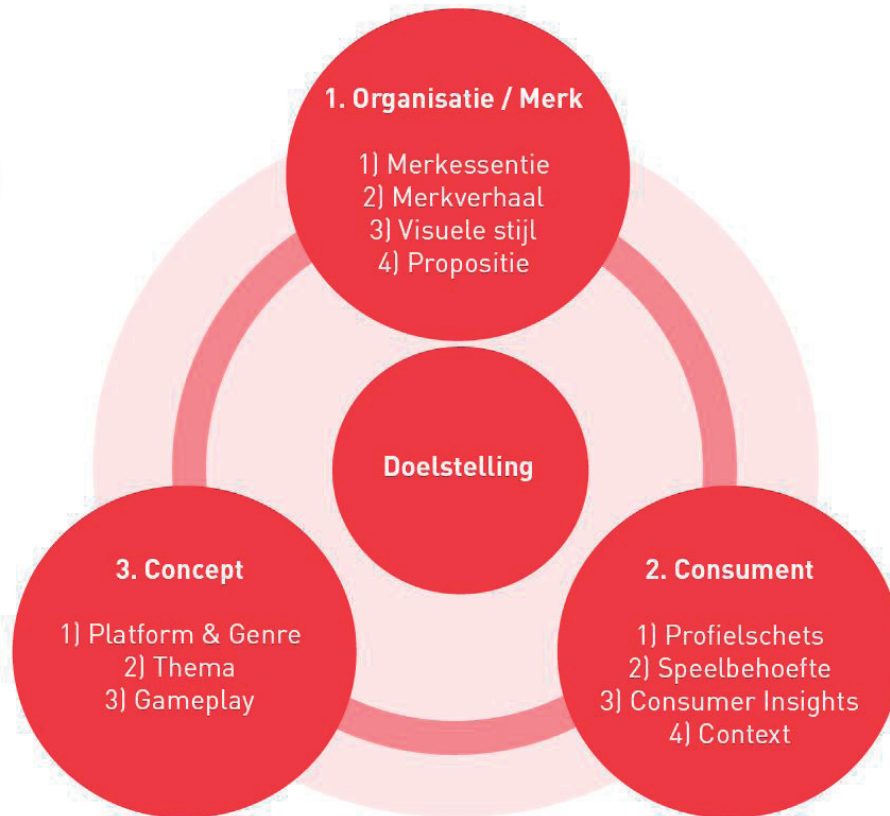 1. Organisatie / Merk
1) Merkessentie
2) Merkverhaal
3) Visuele stijl
4) Propositie
Doelstelling
3. Concept
1) Platform & Genre
2) Thema
3) Gameplay
2. Consument
1) Profielschets
2) Speelbehoefte
3) Consumer Insights
4) Context